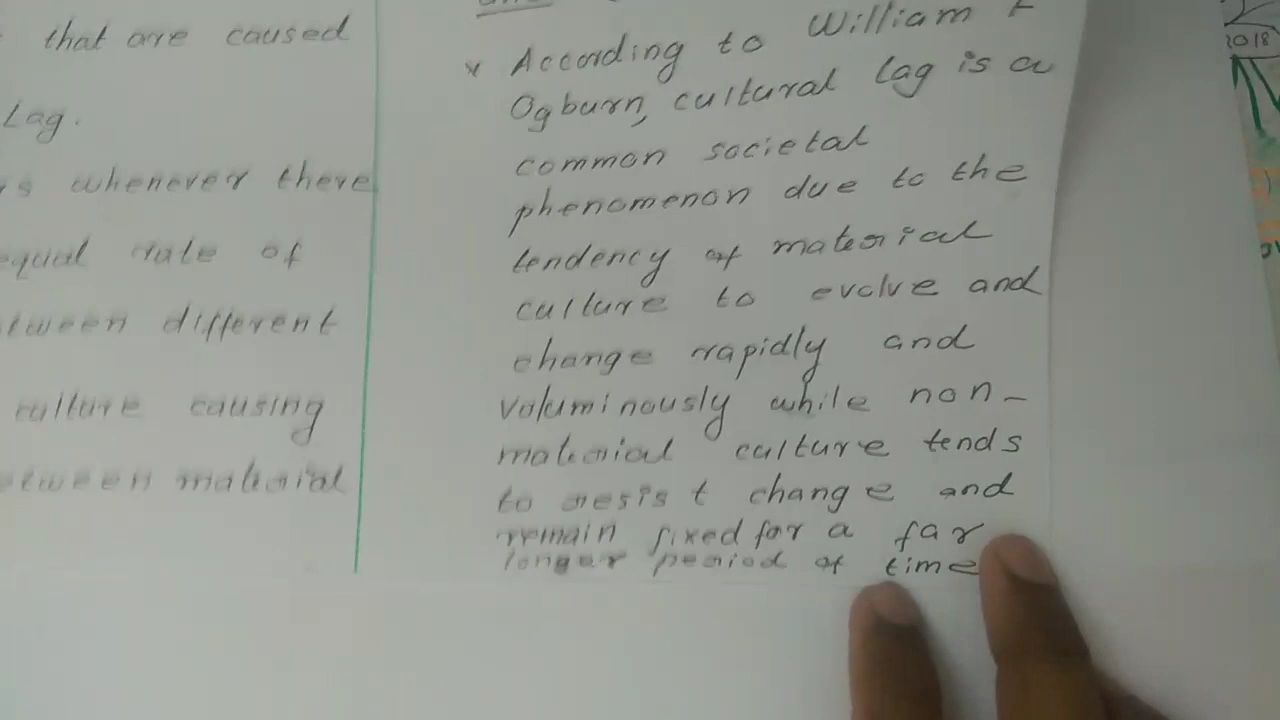 that are caused
Lag.
whenever there
equal rate of
different
culture causing
material
* According to William F
Ogburn, cultural lag is a
common societal
phenomenon due to the
tendency of material
culture to evolve and
change rapidly and
voluminously while non-
material culture tends
to resist change and
remain fixed for a far
longer period of time
2018